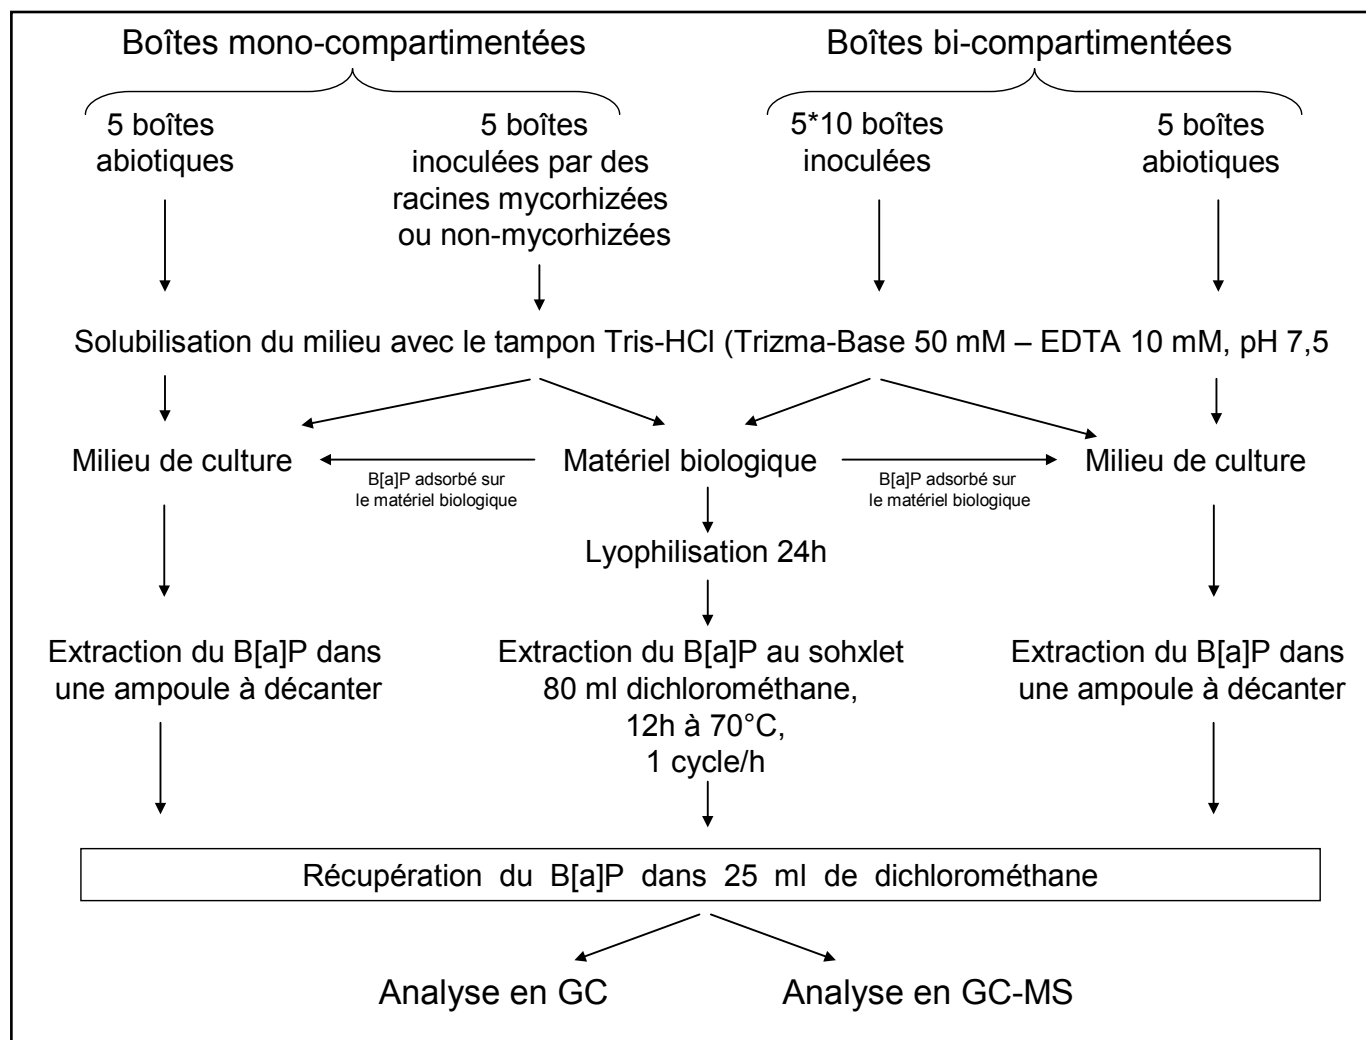 Boîtes mono-compartimentées
Boîtes bi-compartimentées
5 boîtes
abiotiques
5 boîtes
inoculées par des
racines mycorhizées
ou non-mycorhizées
5*10 boîtes
inoculées
5 boîtes
abiotiques
Solubilisation du milieu avec le tampon Tris-HCl (Trizma-Base 50 mM – EDTA 10 mM, pH 7,5
Milieu de culture
B[a]P adsorbé sur
le matériel biologique
Matériel biologique
B[a]P adsorbé sur
le matériel biologique
Milieu de culture
Lyophilisation 24h
Extraction du B[a]P dans
une ampoule à décanter
Extraction du B[a]P au sohxlet
80 ml dichlorométhane,
12h à 70°C,
1 cycle/h
Extraction du B[a]P dans
une ampoule à décanter
Récupération du B[a]P dans 25 ml de dichlorométhane
Analyse en GC
Analyse en GC-MS